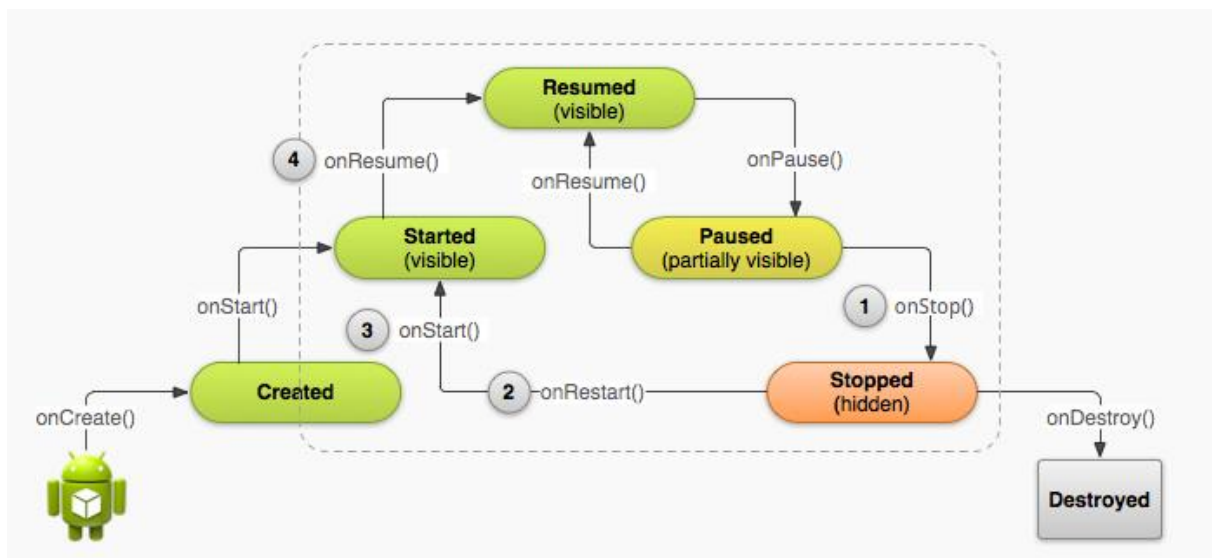 Resumed
(visible)
4
onResume()
onPause()
onResume()
Started
(visible)
Paused
(partially visible)
onStart()
3
onStart()
1
onStop()
Created
2
onRestart()
Stopped
(hidden)
onCreate()
onDestroy()
Destroyed